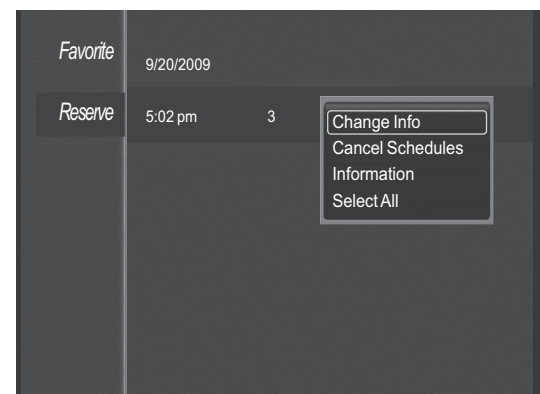 Favorite
9/20/2009
Reserve
5:02 pm 3
Change Info
Cancel Schedules
Information
Select All